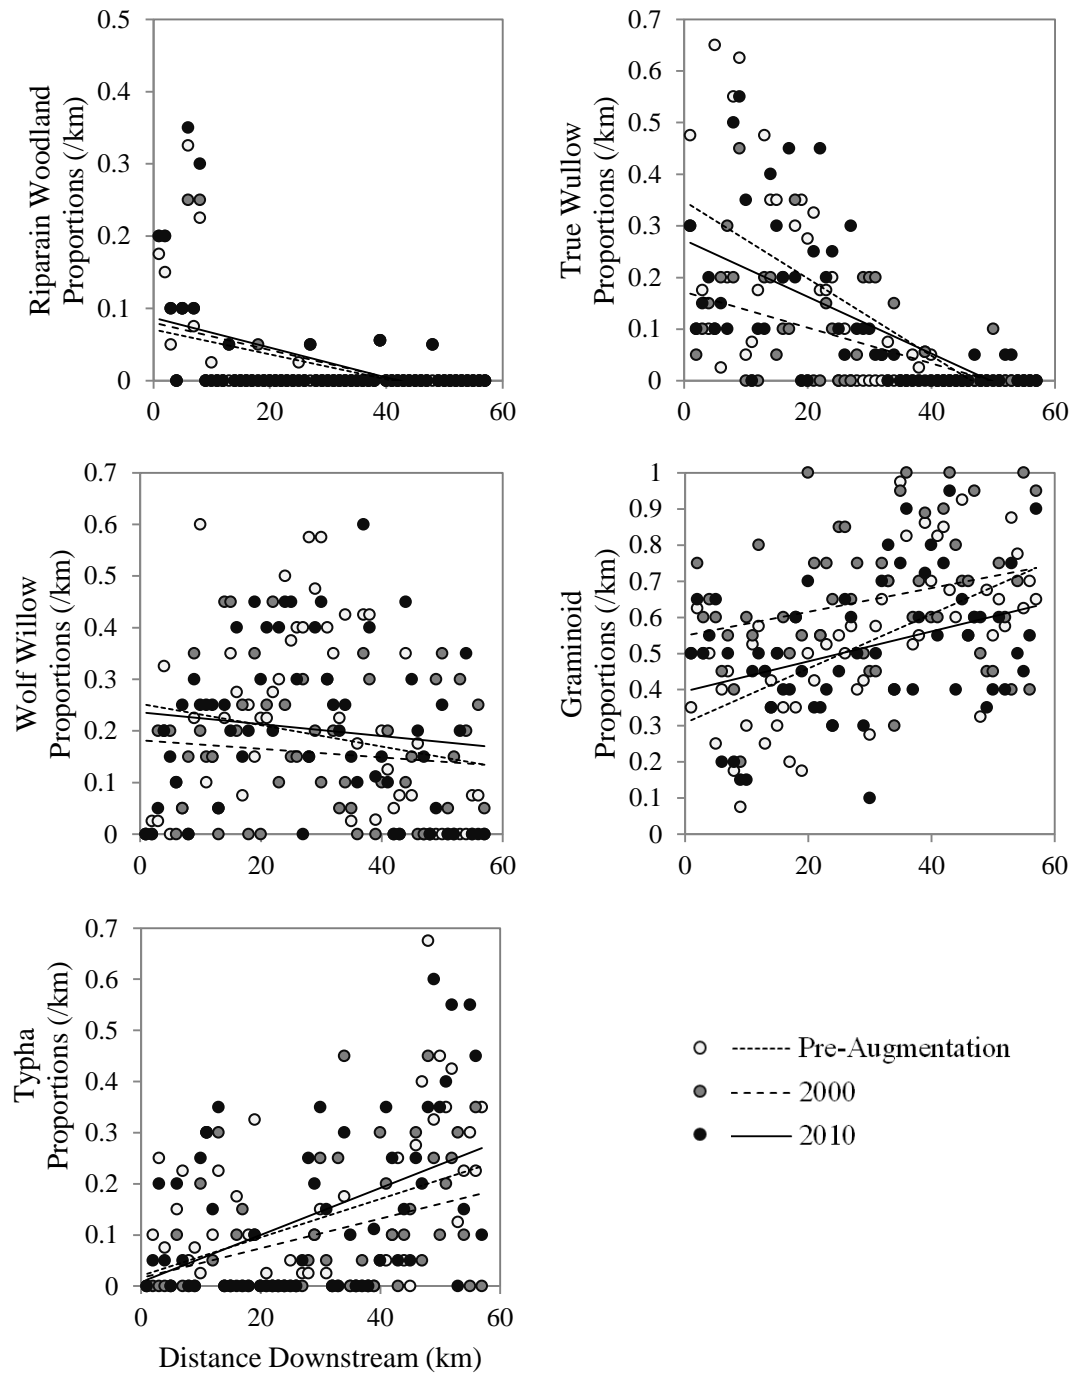 Riparain Woodland
Proportions (/km)
0.5
0.4
0.3
0.2
0.1
0
0 20 40 60
True Wullow
Proportions (/km)
0.7
0.6
0.5
0.4
0.3
0.2
0.1
0
0 20 40 60
Wolf Willow
Proportions (/km)
0.7
0.6
0.5
0.4
0.3
0.2
0.1
0
0 20 40 60
Graminoid
Proportions (/km)
1
0.9
0.8
0.7
0.6
0.5
0.4
0.3
0.2
0.1
0
0 20 40 60
Typha
Proportions (/km)
0.7
0.6
0.5
0.4
0.3
0.2
0.1
0
0 20 40 60
Distance Downstream (km)
Pre-Augmentation
2000
2010